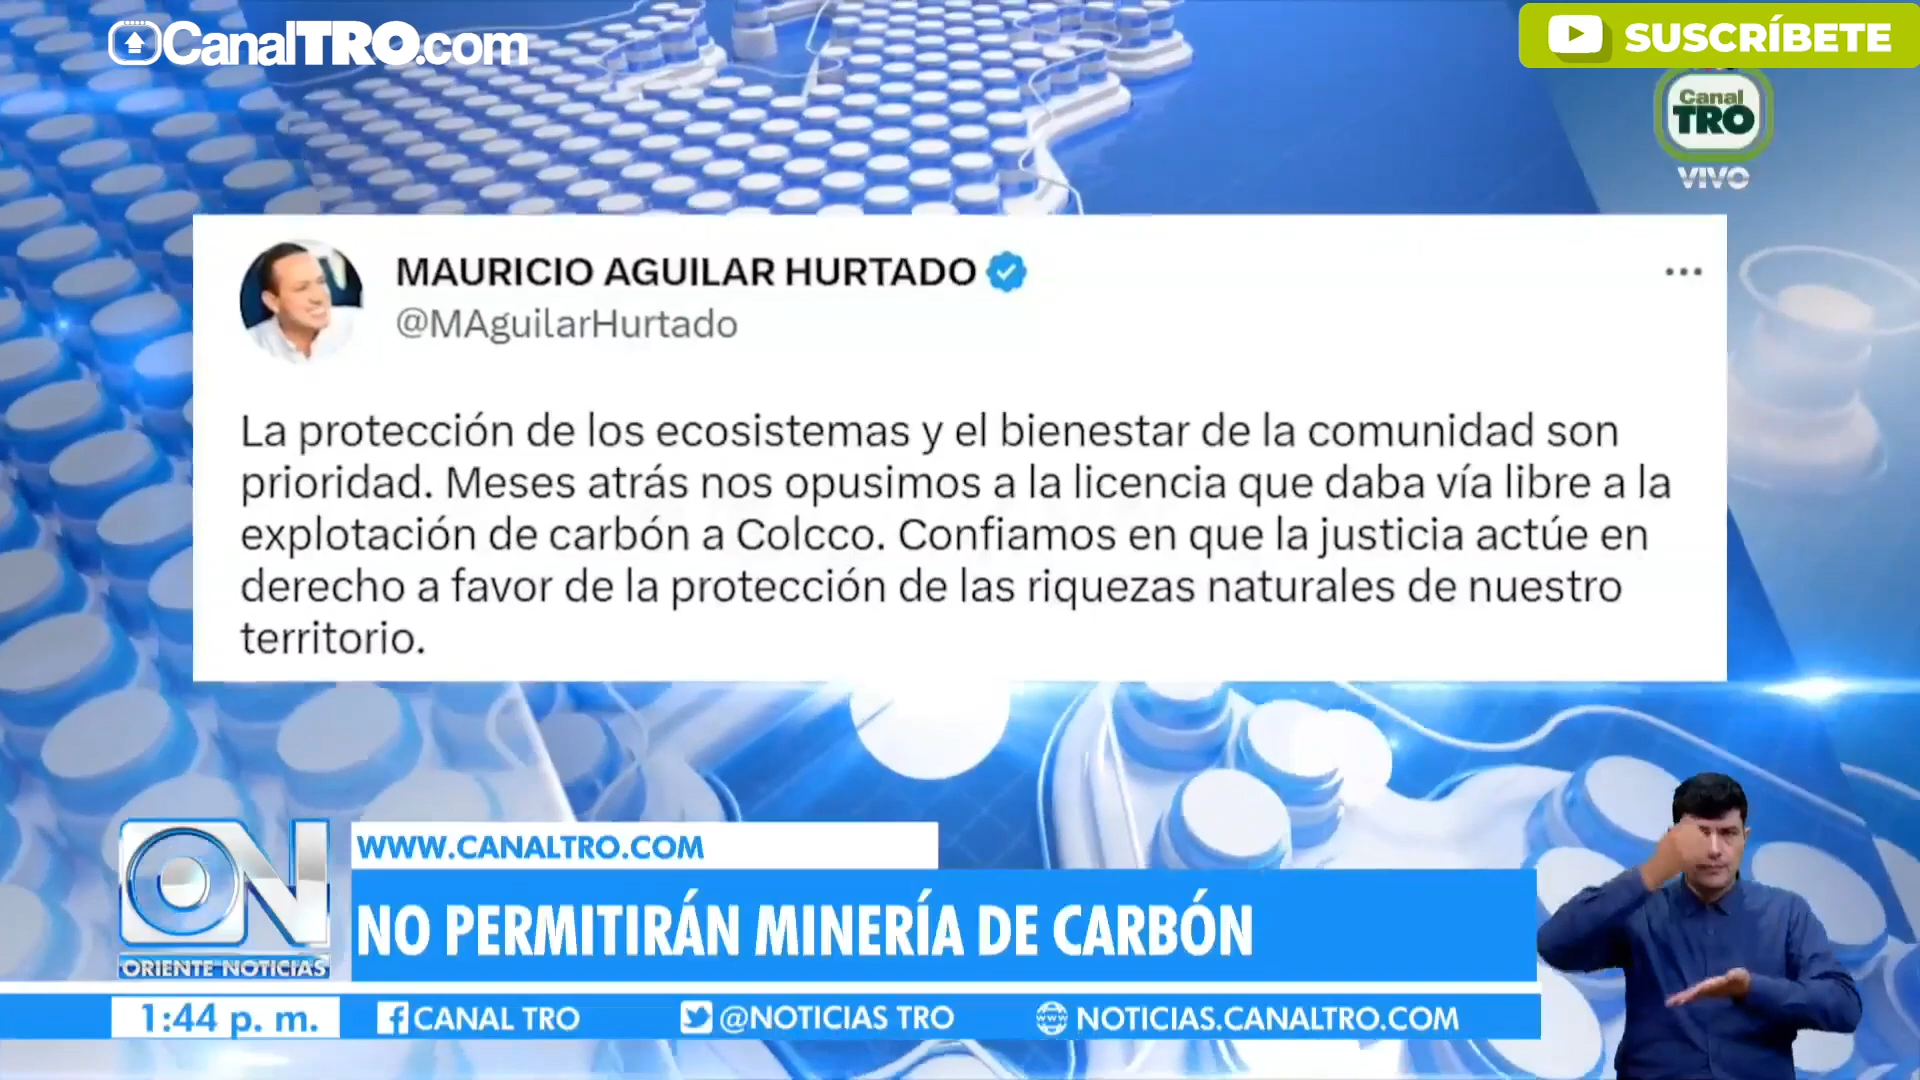 CanalTRO.com
SUSCRÍBETE
Canal
TRO
VIVO
MAURICIO AGUILAR HURTADO
@MAguilarHurtado
La protección de los ecosistemas y el bienestar de la comunidad son
prioridad. Meses atrás nos opusimos a la licencia que daba vía libre a la
explotación de carbón a Colcco. Confiamos en que la justicia actúe en
derecho a favor de la protección de las riquezas naturales de nuestro
territorio.
WWW.CANALTRO.COM
NO PERMITIRÁN MINERÍA DE CARBÓN
ON
ORIENTE NOTICIAS
1:44 p. m.
CANAL TRO
@NOTICIAS TRO
NOTICIAS.CANALTRO.COM